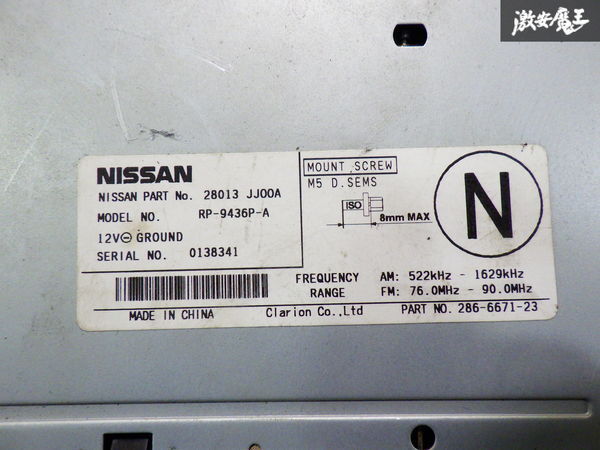 激安魔王
NISSAN
NISSAN PART No. 28013 JJ00A
MODEL NO. RP-9436P-A
12V⊖ GROUND
SERIAL NO. 0138341
MOUNT SCREW
M5 D.SEMS
ISO
8mm MAX
N
FREQUENCY RANGE
AM: 522kHz - 1629kHz
FM: 76.0MHz - 90.0MHz
MADE IN CHINA
Clarion Co.,Ltd
PART NO. 286-6671-23